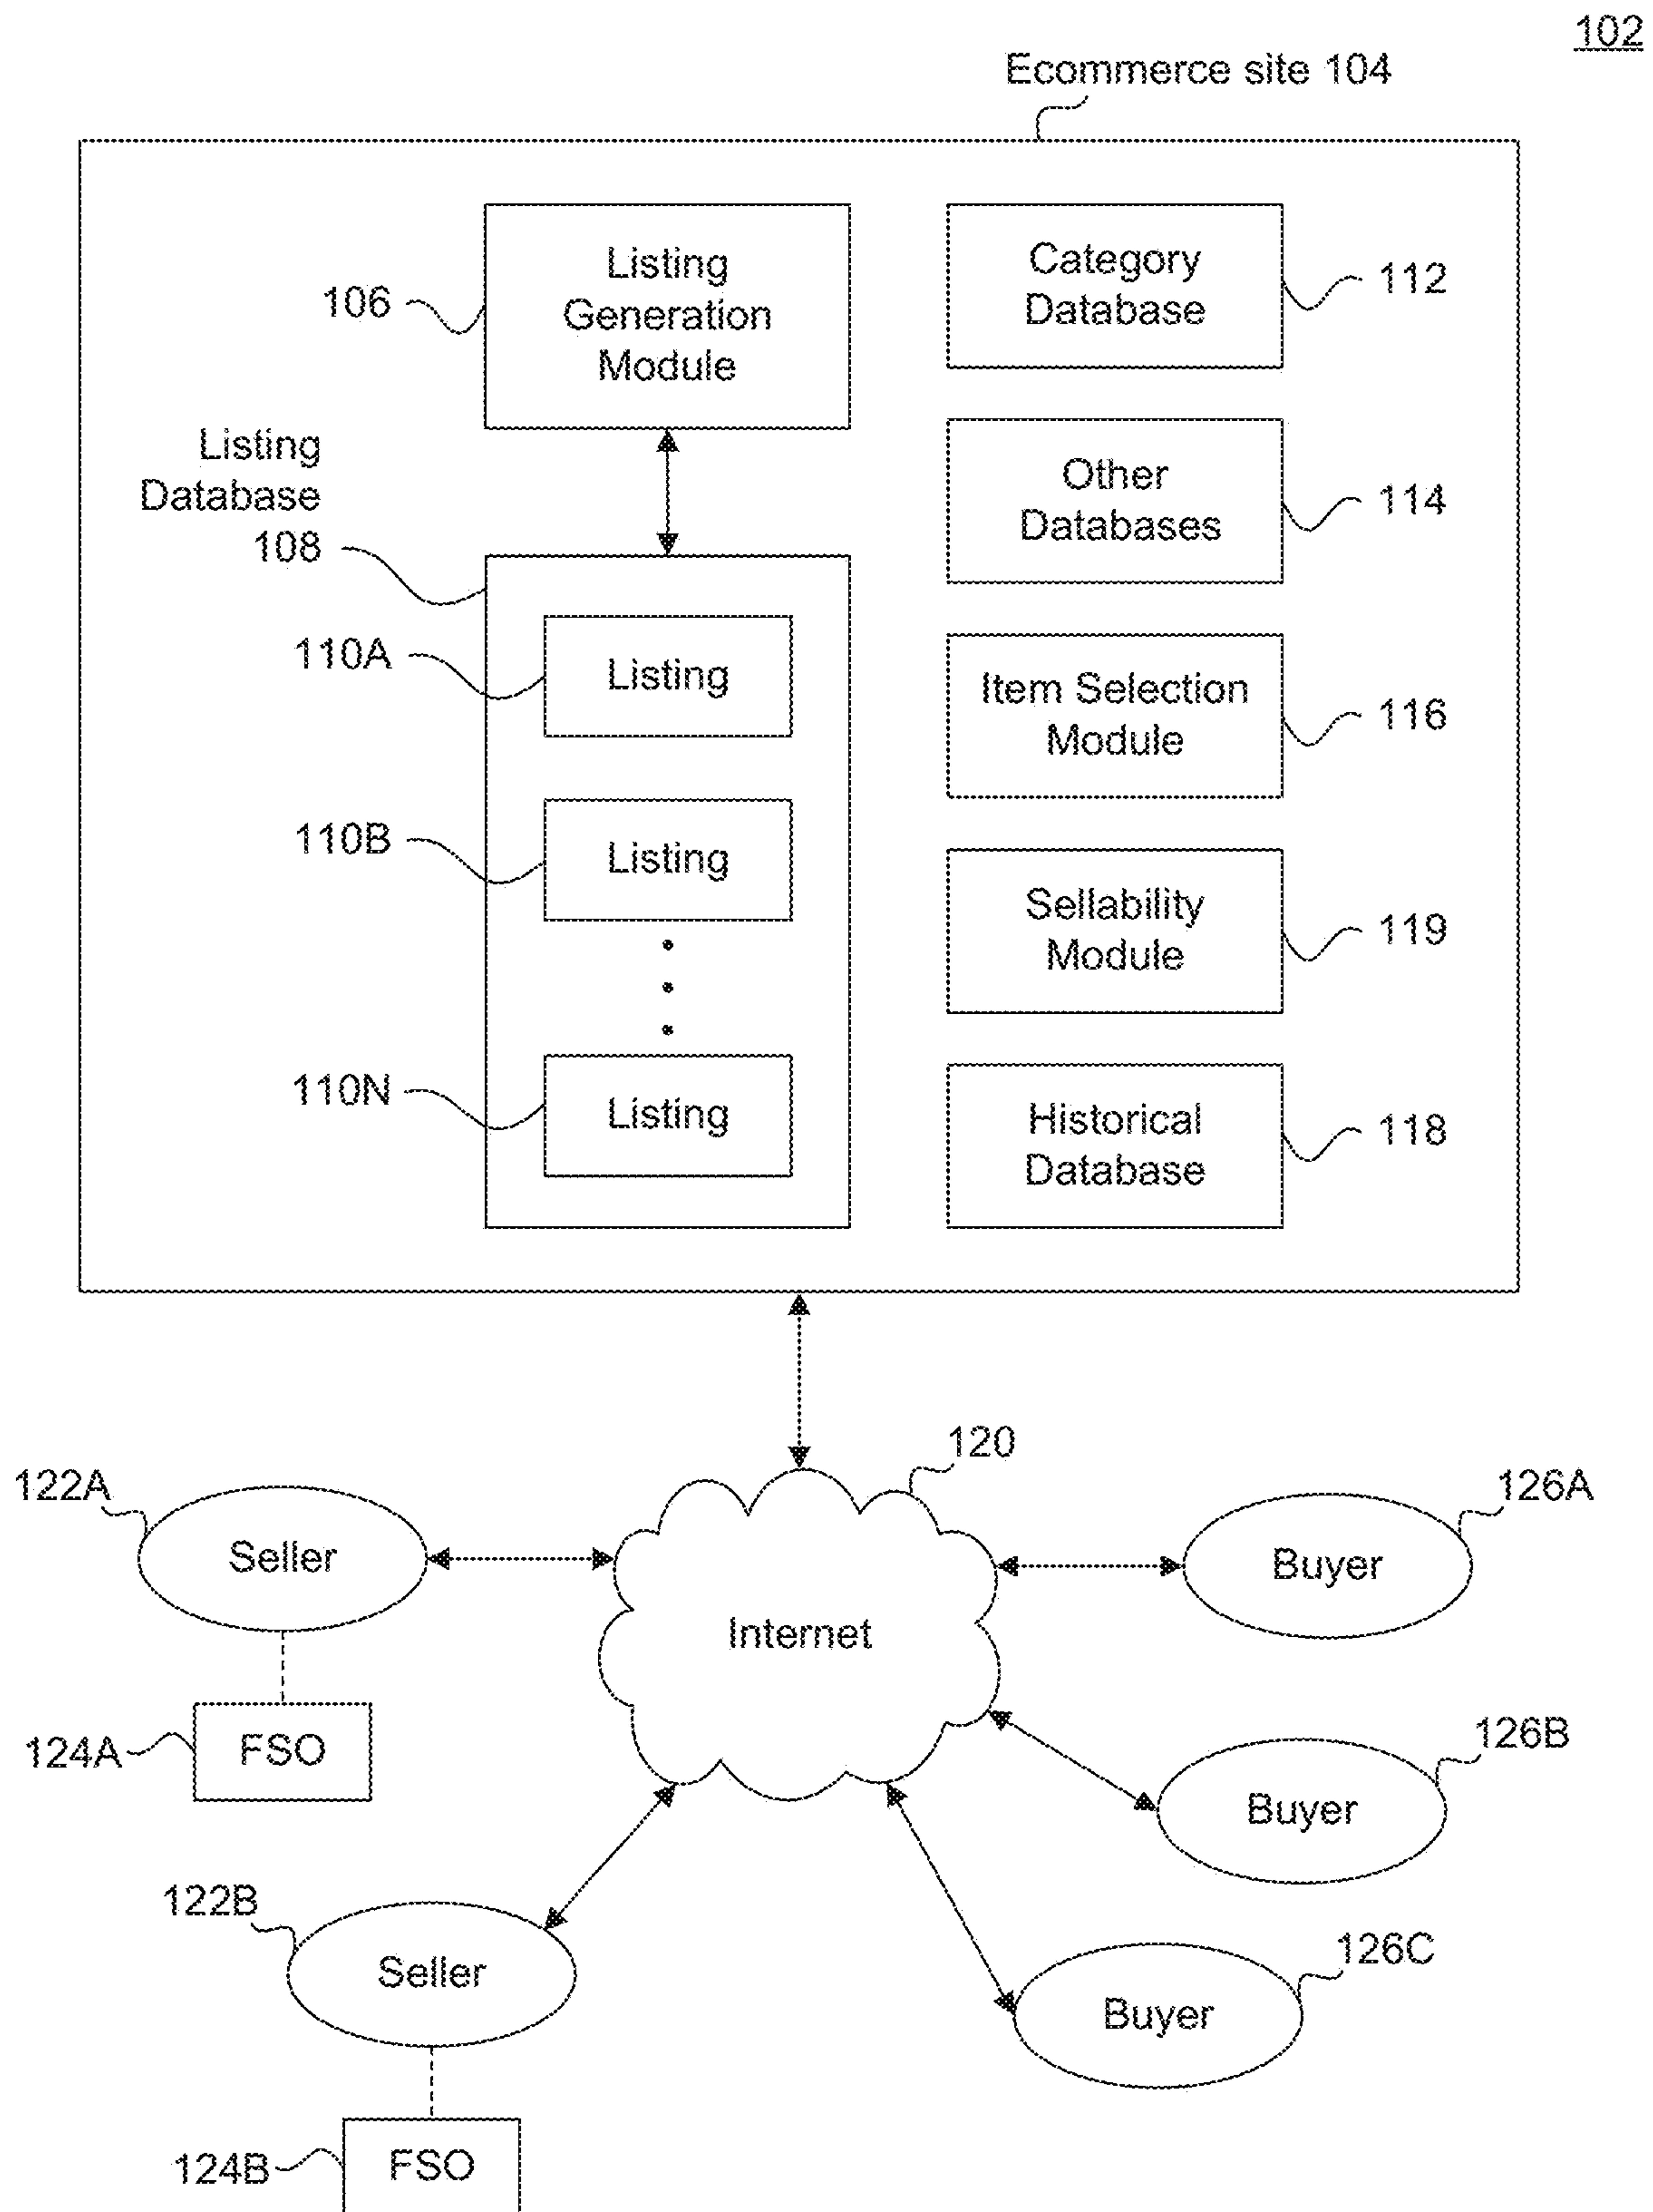 102
Ecommerce site 104
Listing
Generation
Module
106
Category
Database
112
Listing
Database
108
Other
Databases
114
110A
Listing
Item Selection
Module
116
110B
Listing
Sellability
Module
119
110N
Listing
Historical
Database
118
120
122A
Seller
Internet
126A
Buyer
124A
FSO
126B
Buyer
122B
Seller
126C
Buyer
124B
FSO